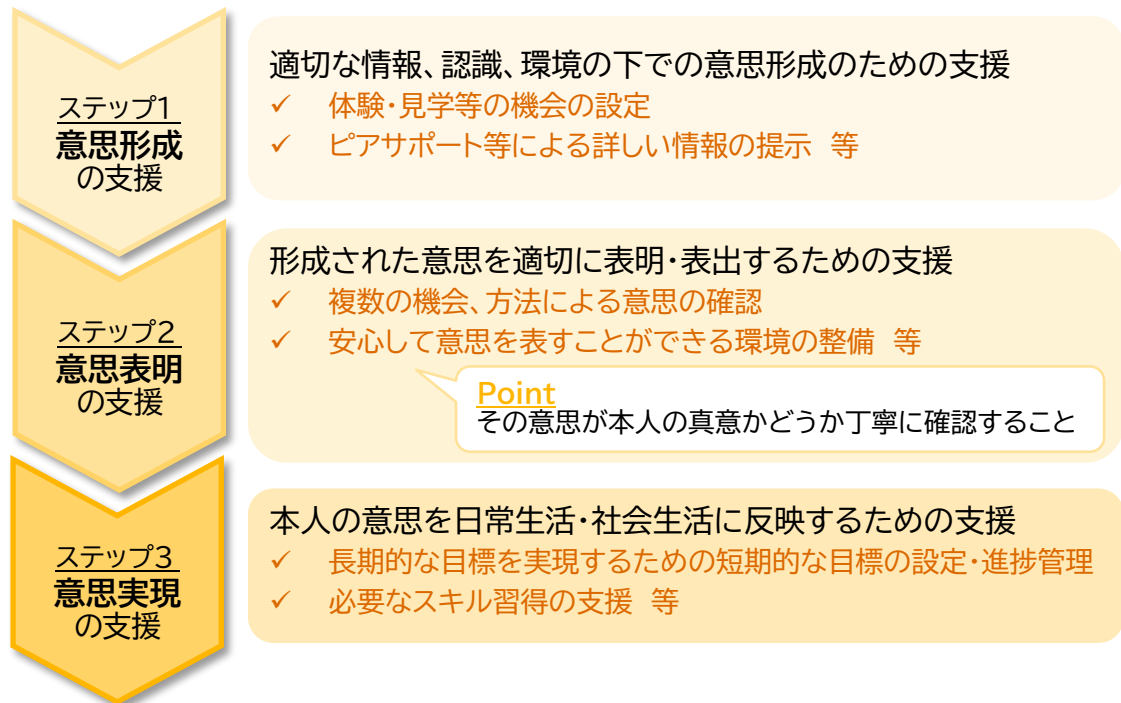 ステップ1
意思形成
の支援
適切な情報、認識、環境の下での意思形成のための支援
✓ 体験・見学等の機会の設定
✓ ピアサポート等による詳しい情報の提示 等
ステップ2
意思表明
の支援
形成された意思を適切に表明・表出するための支援
✓ 複数の機会、方法による意思の確認
✓ 安心して意思を表すことができる環境の整備 等
Point
その意思が本人の真意かどうか丁寧に確認すること
ステップ3
意思実現
の支援
本人の意思を日常生活・社会生活に反映するための支援
✓ 長期的な目標を実現するための短期的な目標の設定・進捗管理
✓ 必要なスキル習得の支援 等